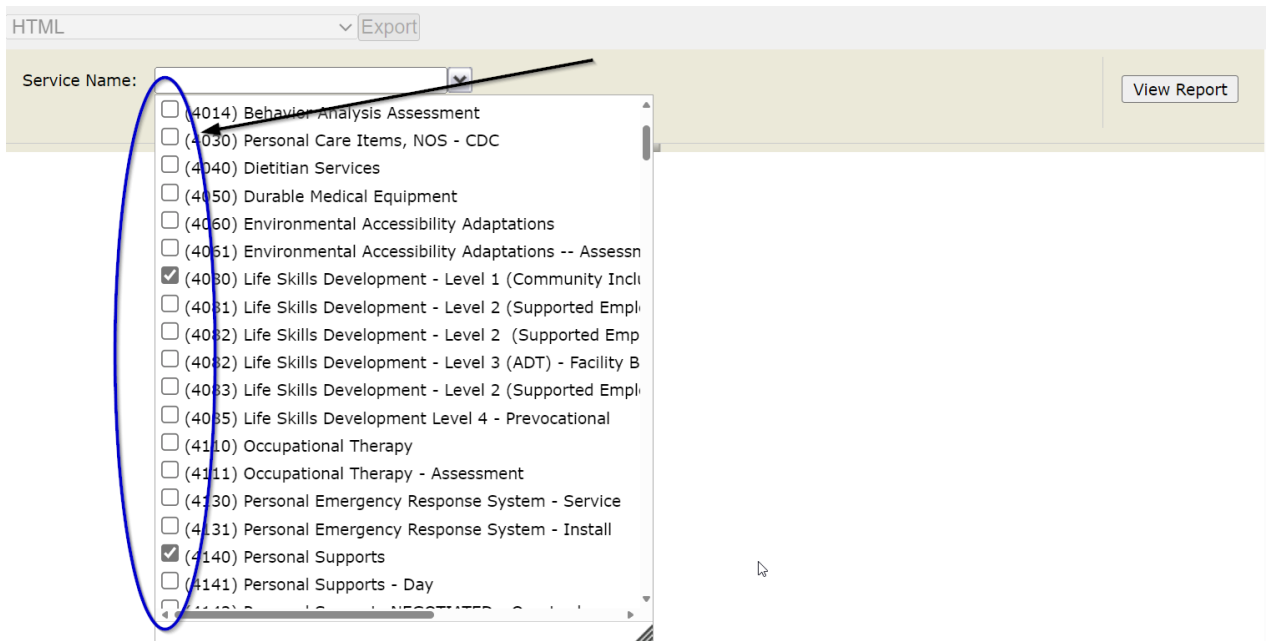 HTML Export
Service Name:
View Report
(4014) Behavior Analysis Assessment
(4030) Personal Care Items, NOS - CDC
(4040) Dietitian Services
(4050) Durable Medical Equipment
(4060) Environmental Accessibility Adaptations
(4061) Environmental Accessibility Adaptations -- Assessm
(4080) Life Skills Development - Level 1 (Community Inclu
(4081) Life Skills Development - Level 2 (Supported Emplo
(4082) Life Skills Development - Level 2 (Supported Emp
(4082) Life Skills Development - Level 3 (ADT) - Facility B
(4083) Life Skills Development - Level 2 (Supported Emplo
(4085) Life Skills Development Level 4 - Prevocational
(4110) Occupational Therapy
(4111) Occupational Therapy - Assessment
(4130) Personal Emergency Response System - Service
(4131) Personal Emergency Response System - Install
(4140) Personal Supports
(4141) Personal Supports - Day